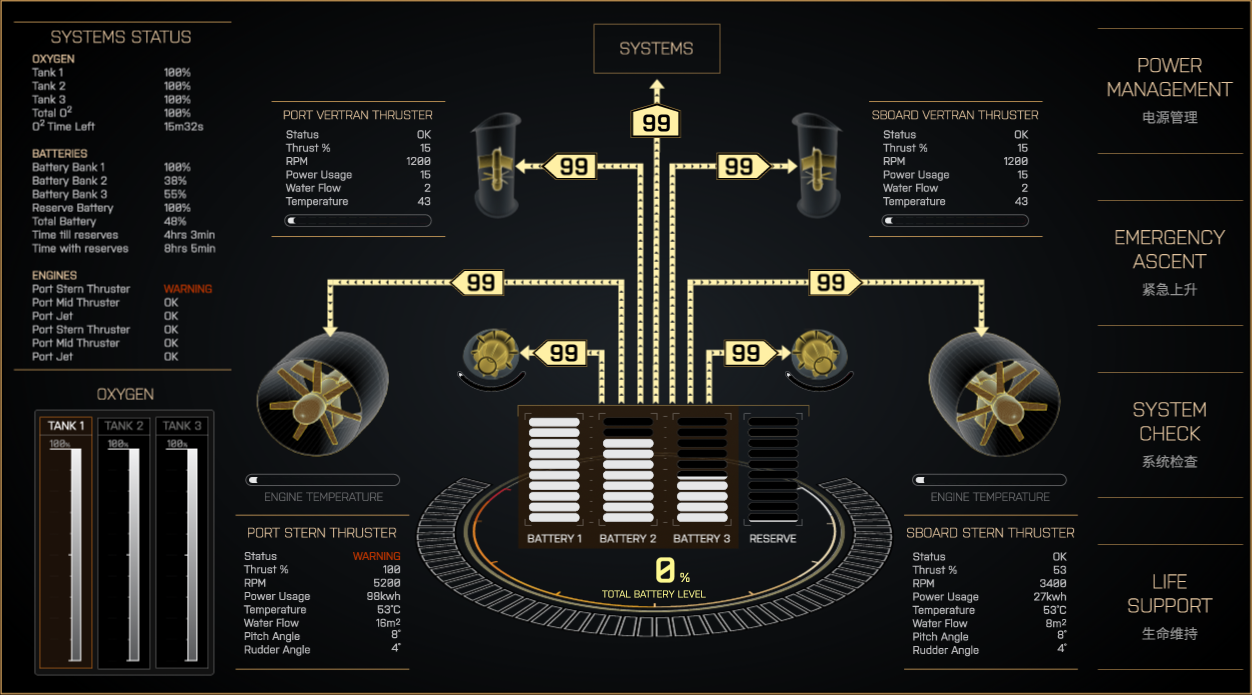 SYSTEMS STATUS
OXYGEN
Tank 1 100%
Tank 2 100%
Tank 3 100%
Total O2 100%
O2 Time Left 15m32s
BATTERIES
Battery Bank 1 100%
Battery Bank 2 38%
Battery Bank 3 55%
Reserve Battery 100%
Total Battery 48%
Time till reserves 4hrs 3min
Time with reserves 8hrs 5min
ENGINES
Port Stern Thruster WARNING
Port Mid Thruster OK
Port Jet OK
Port Stern Thruster OK
Port Mid Thruster OK
Port Jet OK
OXYGEN
TANK 1 TANK 2 TANK 3
100% 100% 100%
SYSTEMS
99
PORT VERTRAN THRUSTER
Status OK
Thrust % 15
RPM 1200
Power Usage 15
Water Flow 2
Temperature 43
99
99
SBOARD VERTRAN THRUSTER
Status OK
Thrust % 15
RPM 1200
Power Usage 15
Water Flow 2
Temperature 43
99
99
99
99
ENGINE TEMPERATURE
PORT STERN THRUSTER
Status WARNING
Thrust % 100
RPM 5200
Power Usage 98kwh
Temperature 53°C
Water Flow 16m2
Pitch Angle 8°
Rudder Angle 4°
BATTERY 1 BATTERY 2 BATTERY 3 RESERVE
0 %
TOTAL BATTERY LEVEL
ENGINE TEMPERATURE
SBOARD STERN THRUSTER
Status OK
Thrust % 53
RPM 3400
Power Usage 27kwh
Temperature 53°C
Water Flow 8m2
Pitch Angle 8°
Rudder Angle 4°
POWER
MANAGEMENT
电源管理
EMERGENCY
ASCENT
紧急上升
SYSTEM
CHECK
系统检查
LIFE
SUPPORT
生命维持